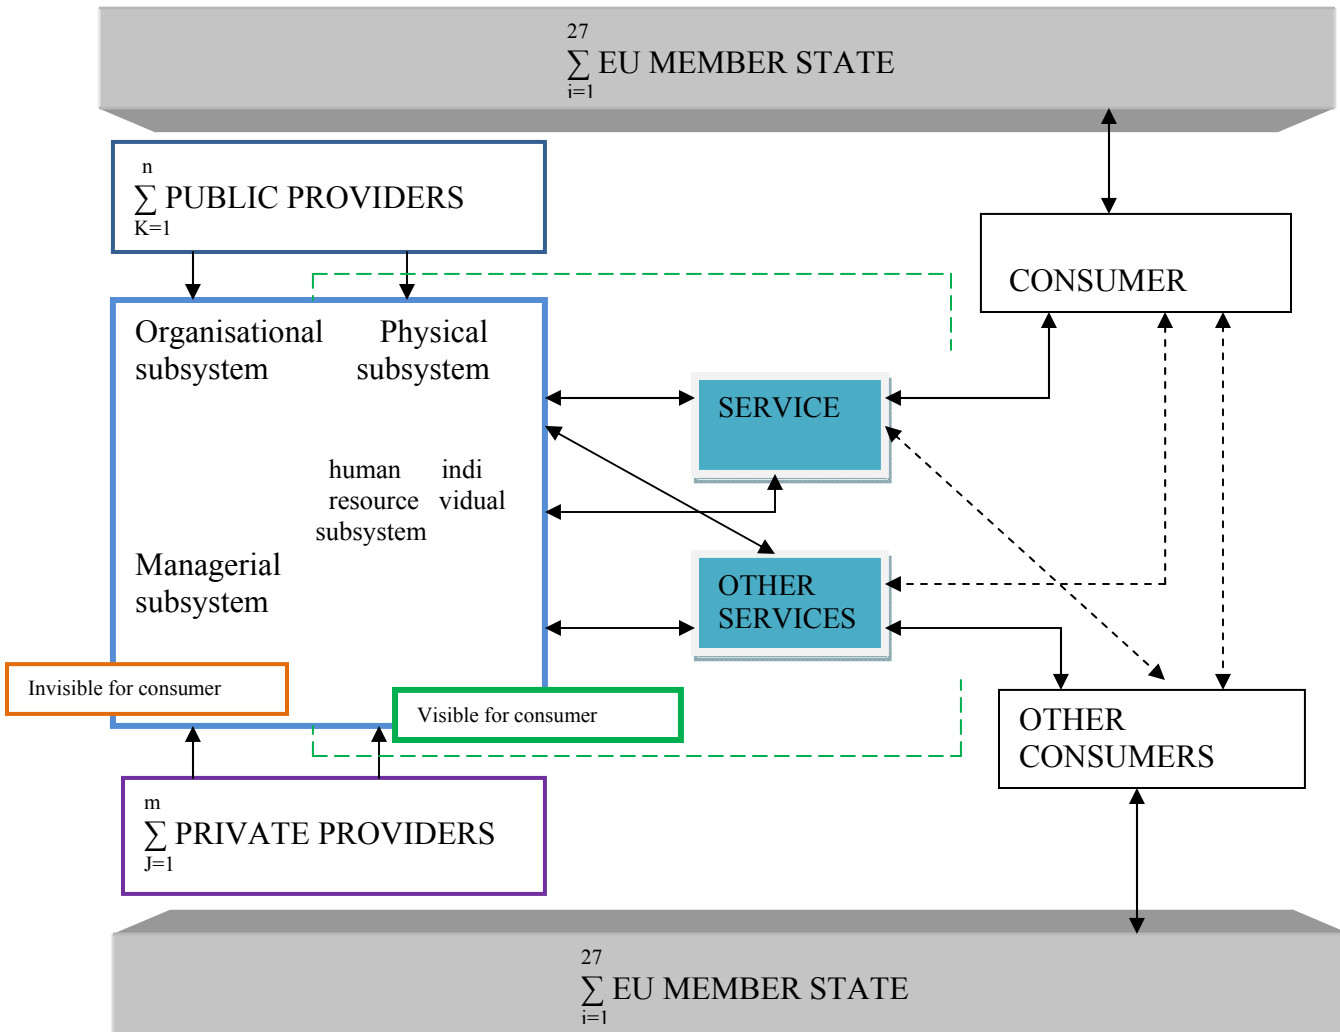 27
∑ EU MEMBER STATE
i=1
n
∑ PUBLIC PROVIDERS
K=1
CONSUMER
Organisational
subsystem
Physical
subsystem
SERVICE
human indi
resource vidual
subsystem
Managerial
subsystem
OTHER
SERVICES
Invisible for consumer
Visible for consumer
OTHER
CONSUMERS
m
∑ PRIVATE PROVIDERS
J=1
27
∑ EU MEMBER STATE
i=1